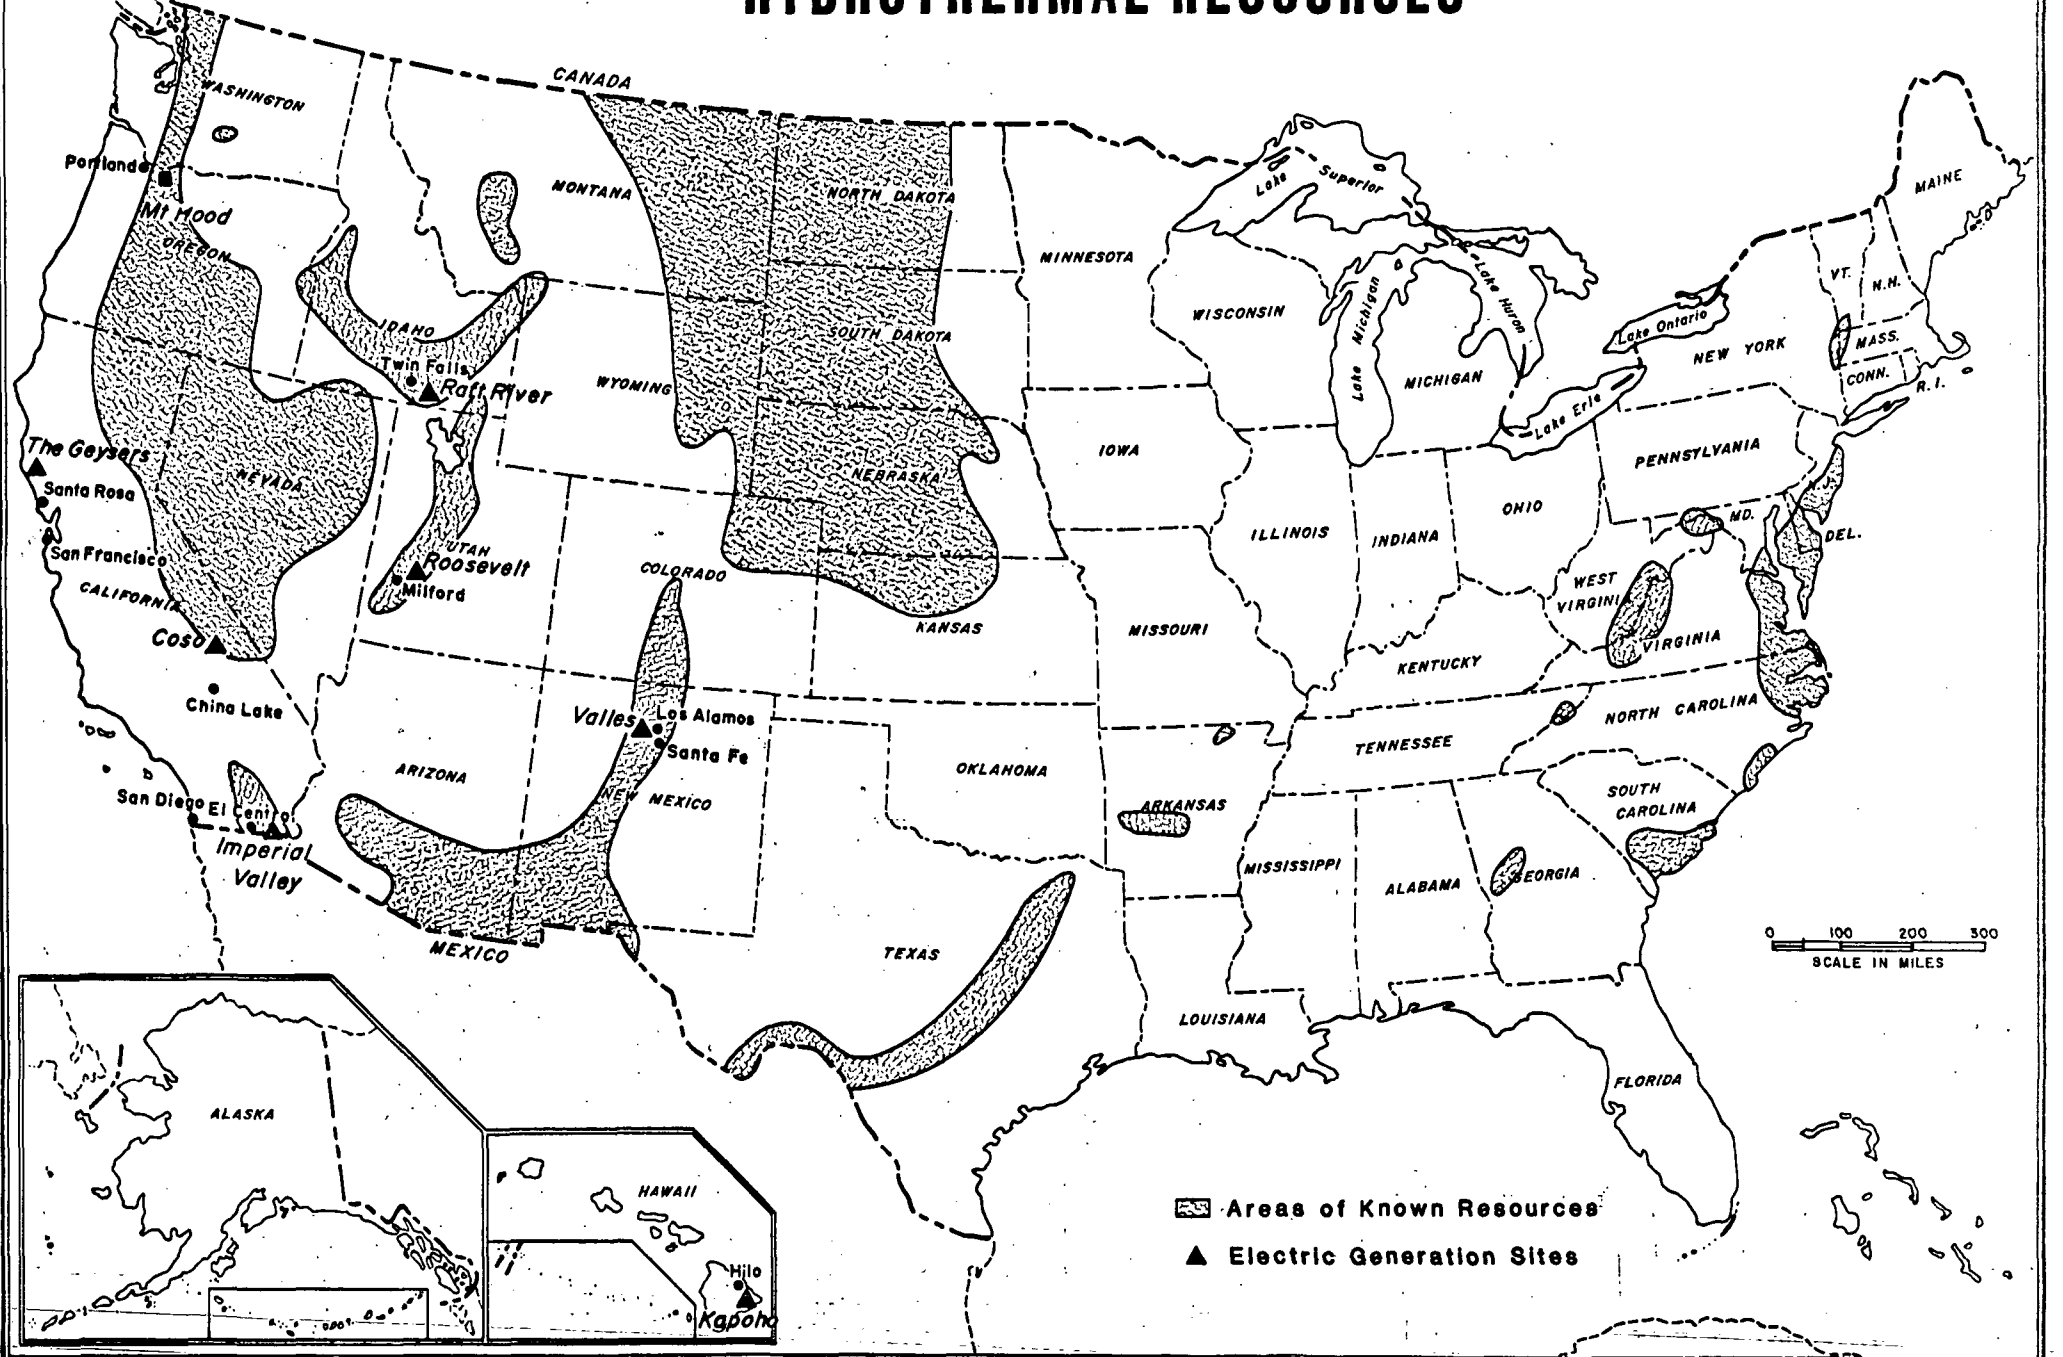 HYDROTHERMAL RESOURCES
CANADA
WASHINGTON
Portland
Mt Hood
OREGON
MONTANA
NORTH DAKOTA
MINNESOTA
Lake Superior
MAINE
VT.
N.H.
WISCONSIN
Lake Michigan
Lake Huron
Lake Ontario
NEW YORK
MASS.
CONN.
R.I.
IDAHO
Twin Falls
Raft River
WYOMING
SOUTH DAKOTA
MICHIGAN
Lake Erie
PENNSYLVANIA
N.J.
The Geysers
Santa Rosa
San Francisco
CALIFORNIA
NEVADA
UTAH
Roosevelt
Milford
COLORADO
NEBRASKA
IOWA
ILLINOIS
INDIANA
OHIO
MD.
DEL.
WEST
VIRGINIA
VIRGINIA
KANSAS
MISSOURI
KENTUCKY
Coso
China Lake
Valles
Los Alamos
Santa Fe
NORTH CAROLINA
TENNESSEE
ARIZONA
NEW MEXICO
OKLAHOMA
ARKANSAS
SOUTH
CAROLINA
San Diego
El Centro
Imperial
Valley
MEXICO
TEXAS
MISSISSIPPI
ALABAMA
GEORGIA
LOUISIANA
FLORIDA
0 100 200 300
SCALE IN MILES
ALASKA
HAWAII
Hilo
Kapoho
Areas of Known Resources
Electric Generation Sites